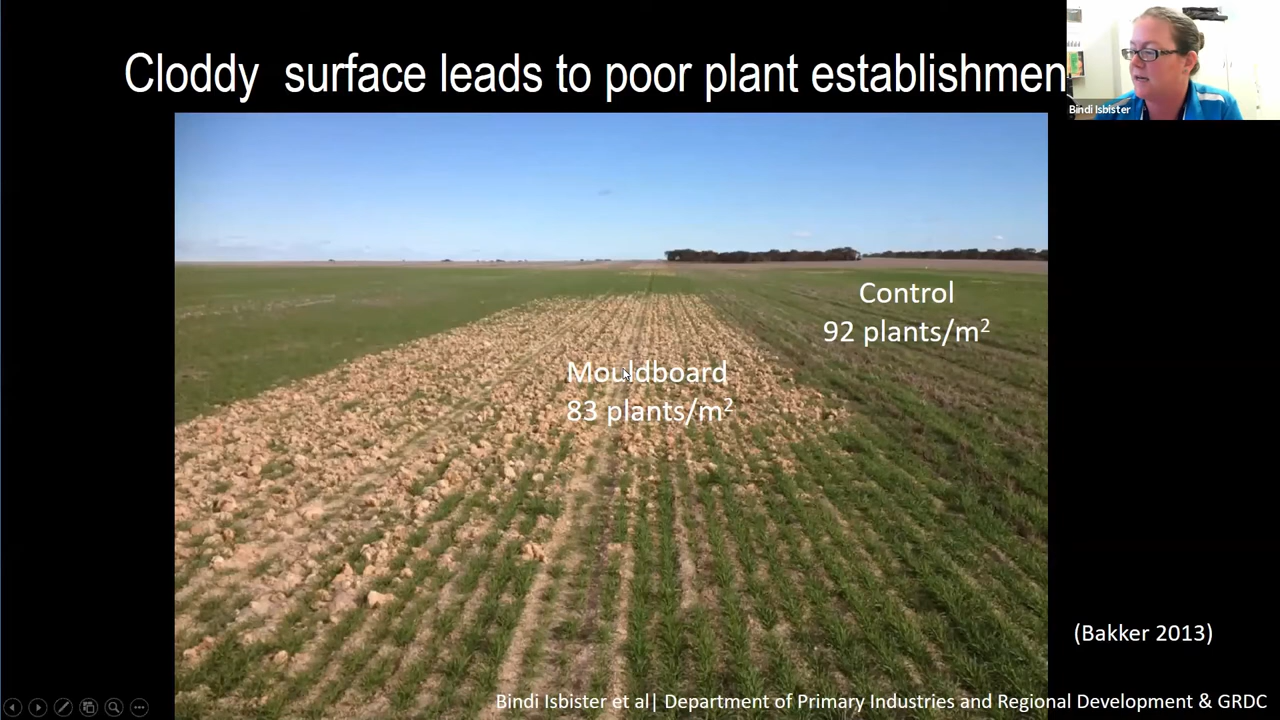 Cloddy  surface leads to poor plant establishmen
Bindi Isbister
Control
92 plants/m²
Mouldboard
83 plants/m²
(Bakker 2013)
Bindi Isbister et al| Department of Primary Industries and Regional Development & GRDC